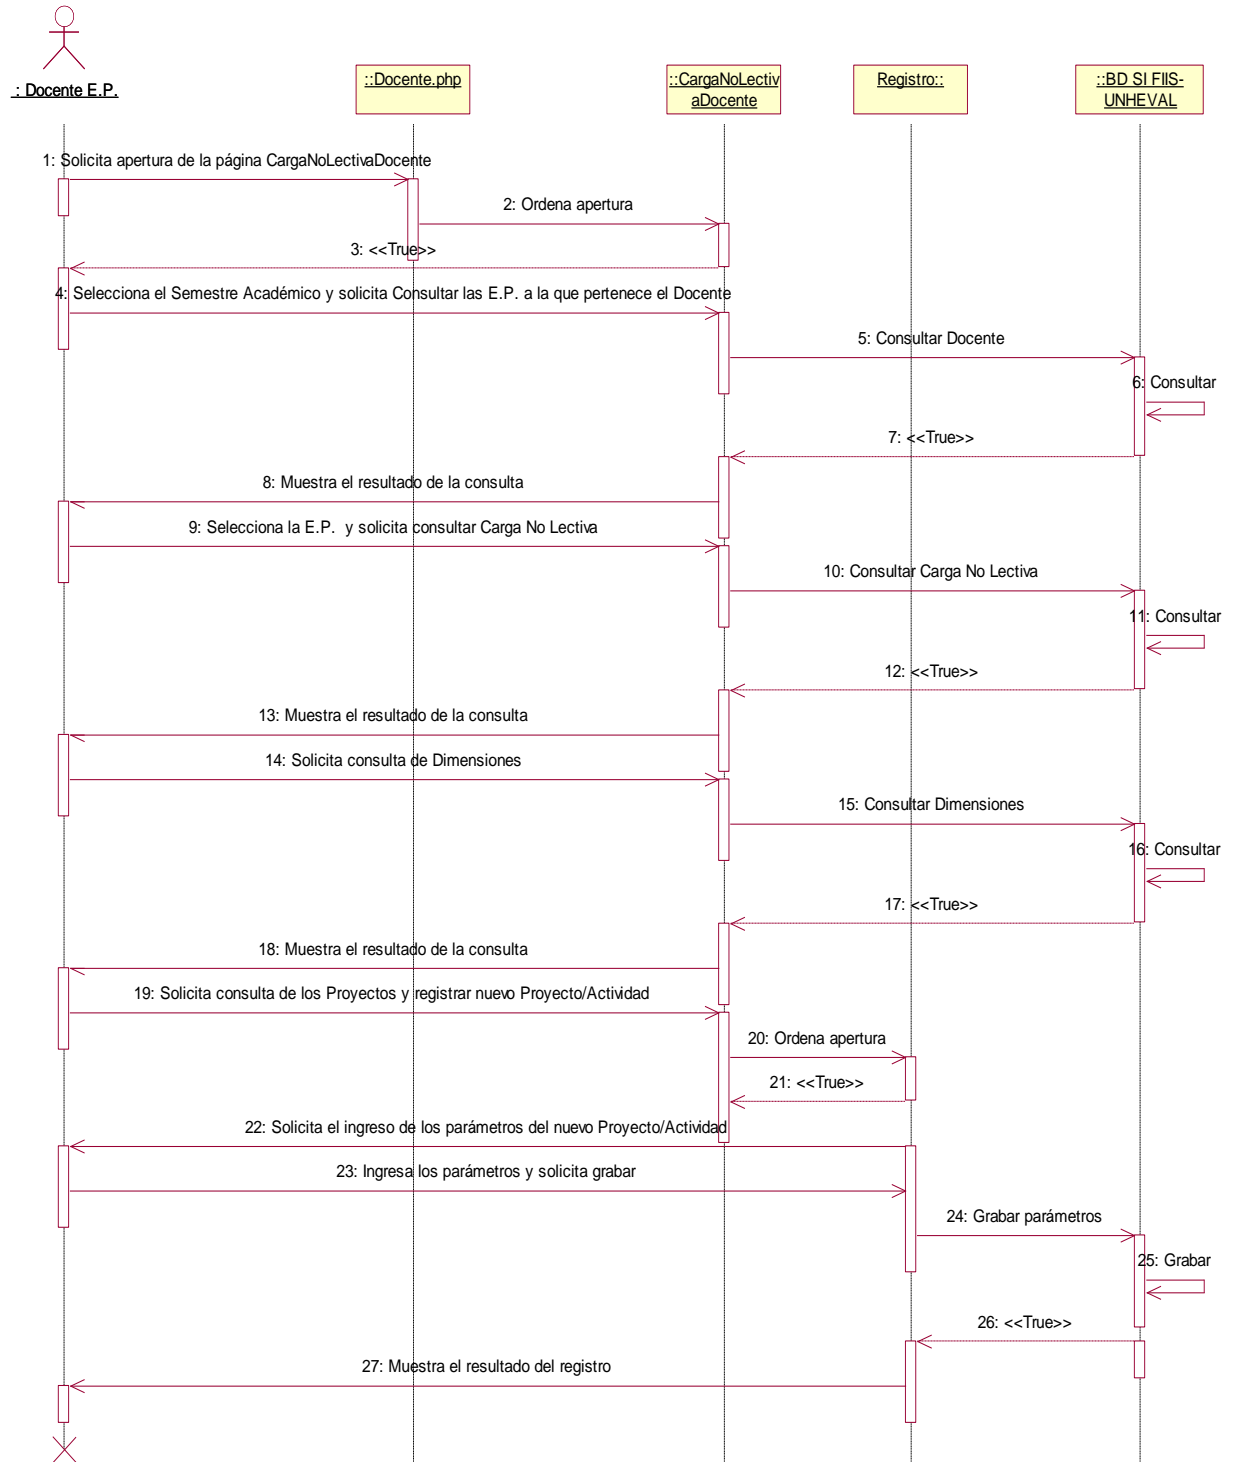 : Docente E.P.
::Docente.php
::CargaNoLectiv
aDocente
Registro::
::BD SI FIIS-
UNHEVAL
1: Solicita apertura de la página CargaNoLectivaDocente
2: Ordena apertura
3: <<True>>
4: Selecciona el Semestre Académico y solicita Consultar las E.P. a la que pertenece el Docente
5: Consultar Docente
6: Consultar
7: <<True>>
8: Muestra el resultado de la consulta
9: Selecciona la E.P. y solicita consultar Carga No Lectiva
10: Consultar Carga No Lectiva
11: Consultar
12: <<True>>
13: Muestra el resultado de la consulta
14: Solicita consulta de Dimensiones
15: Consultar Dimensiones
16: Consultar
17: <<True>>
18: Muestra el resultado de la consulta
19: Solicita consulta de los Proyectos y registrar nuevo Proyecto/Actividad
20: Ordena apertura
21: <<True>>
22: Solicita el ingreso de los parámetros del nuevo Proyecto/Actividad
23: Ingresa los parámetros y solicita grabar
24: Grabar parámetros
25: Grabar
26: <<True>>
27: Muestra el resultado del registro